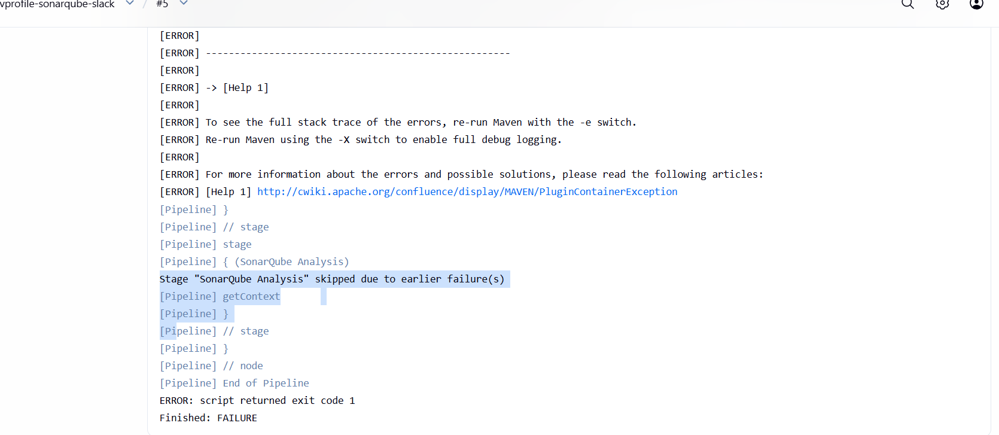 vprofile-sonarqube-slack / #5
[ERROR]
[ERROR] -----------------------------------------------------
[ERROR]
[ERROR] -> [Help 1]
[ERROR]
[ERROR] To see the full stack trace of the errors, re-run Maven with the -e switch.
[ERROR] Re-run Maven using the -X switch to enable full debug logging.
[ERROR]
[ERROR] For more information about the errors and possible solutions, please read the following articles:
[ERROR] [Help 1] http://cwiki.apache.org/confluence/display/MAVEN/PluginContainerException
[Pipeline] }
[Pipeline] // stage
[Pipeline] stage
[Pipeline] { (SonarQube Analysis)
Stage "SonarQube Analysis" skipped due to earlier failure(s)
[Pipeline] getContext
[Pipeline] }
[Pipeline] // stage
[Pipeline] }
[Pipeline] // node
[Pipeline] End of Pipeline
ERROR: script returned exit code 1
Finished: FAILURE